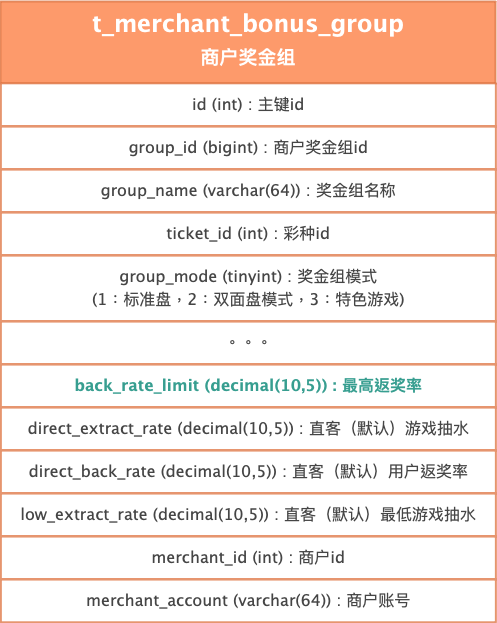 t_merchant_bonus_group
商户奖金组
id (int)：主键id
group_id (bigint)：商户奖金组id
group_name (varchar(64))：奖金组名称
ticket_id (int)：彩种id
group_mode (tinyint)：奖金组模式
(1：标准盘，2：双面盘模式，3：特色游戏)
。。。
back_rate_limit (decimal(10,5))：最高返奖率
direct_extract_rate (decimal(10,5))：直客（默认）游戏抽水
direct_back_rate (decimal(10,5))：直客（默认）用户返奖率
low_extract_rate (decimal(10,5))：直客（默认）最低游戏抽水
merchant_id (int)：商户id
merchant_account (varchar(64))：商户账号